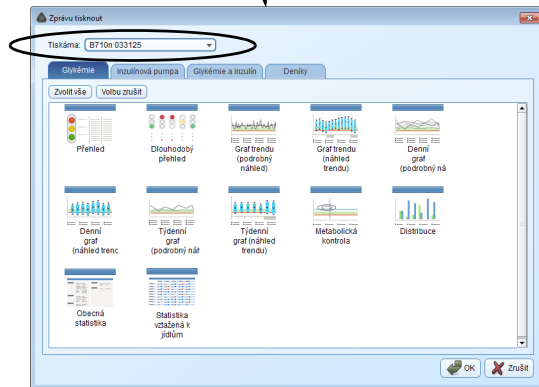 Zprávu tisknout
Tiskárna: B710n 033125
Glykémie Inzulínová pumpa Glykémie a inzulín Deníky
Zvolit vše Volbu zrušit
Přehled
Dlouhodobý
přehled
Graf trendu
(podrobný
náhled)
Graf trendu
(náhled
trendu)
Denní
graf
(podrobný ná
Denní
graf
(náhled trenc
Týdenní
graf
(podrobný náh
Týdenní
graf (náhled
trendu)
Metabolická
kontrola
Distribuce
Obecná
statistika
Statistika
vztažená k
jídlům
OK Zrušit